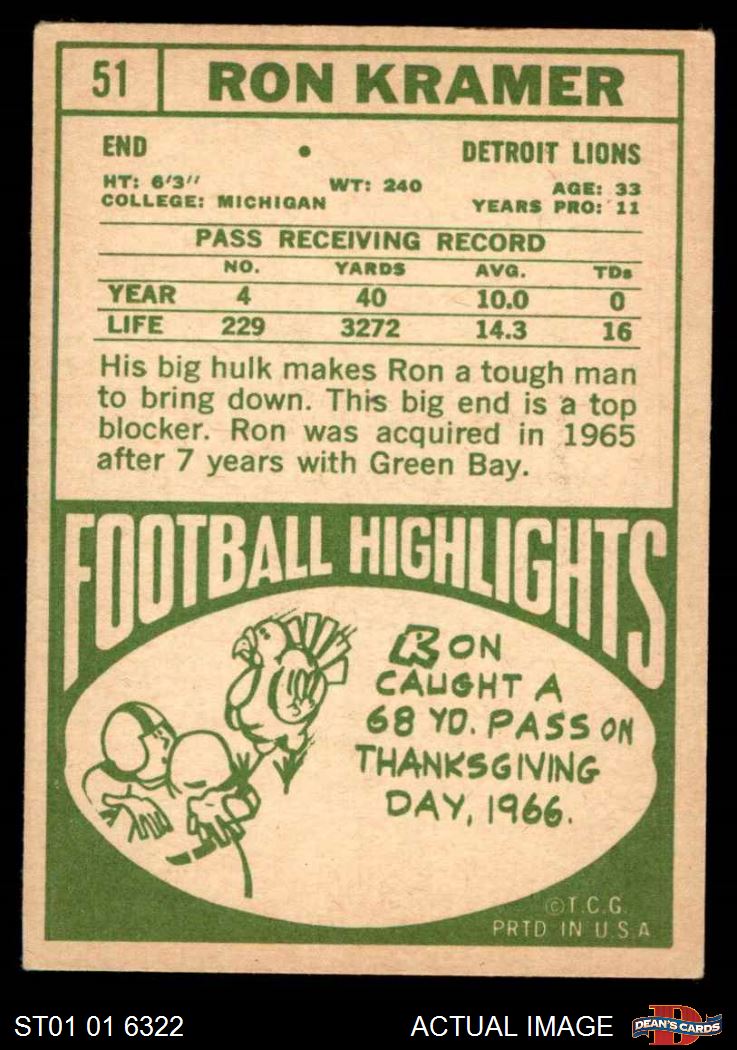 51 RON KRAMER
END • DETROIT LIONS
HT: 6'3" WT: 240 AGE: 33
COLLEGE: MICHIGAN YEARS PRO: 11
PASS RECEIVING RECORD
NO. YARDS AVG. TDs
YEAR 4 40 10.0 0
LIFE 229 3272 14.3 16
His big hulk makes Ron a tough man
to bring down. This big end is a top
blocker. Ron was acquired in 1965
after 7 years with Green Bay.
FOOTBALL HIGHLIGHTS
RON
CAUGHT A
68 YD. PASS ON
THANKSGIVING
DAY, 1966.
©T.C.G.
PRTD IN U.S.A
ST01 01 6322 ACTUAL IMAGE DEAN'S CARDS